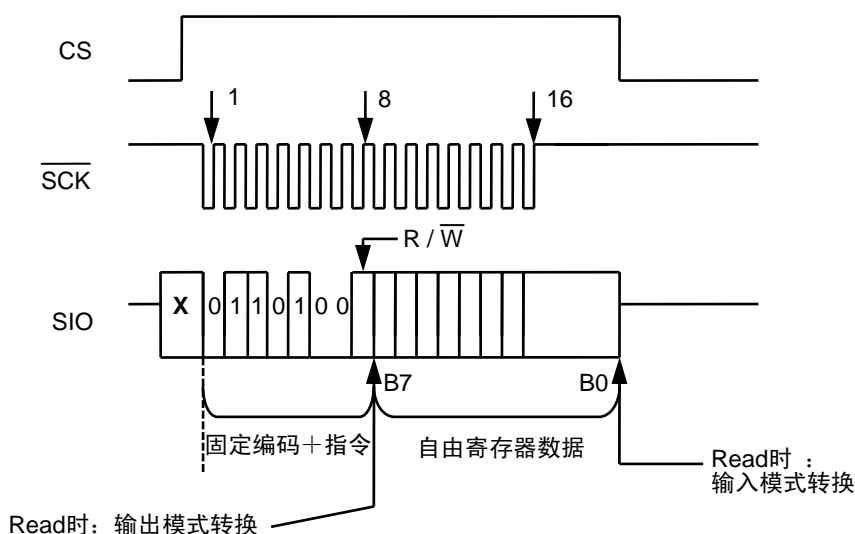 CS
1 8 16
SCK
R / W
SIO
X 0 1 1 0 1 0 0
B7 B0
固定编码＋指令 自由寄存器数据
Read时 ：
输入模式转换
Read时：输出模式转换